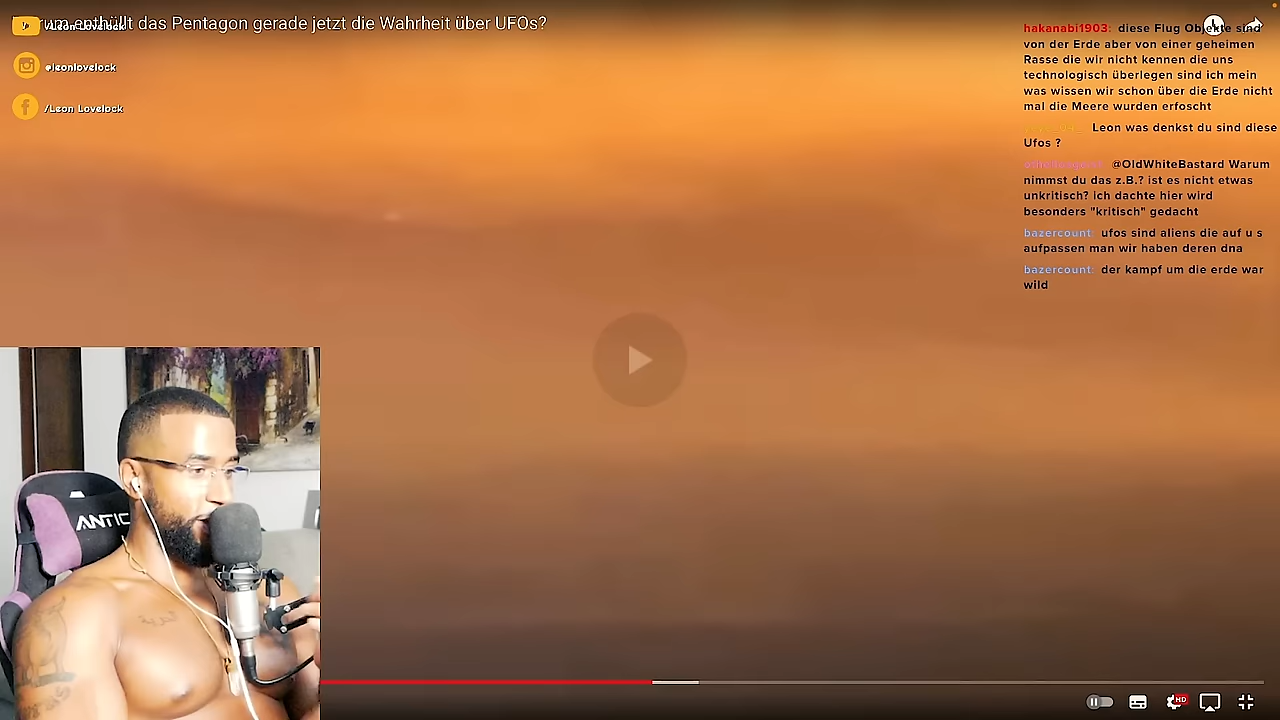 um enthüllt das Pentagon gerade jetzt die Wahrheit über UFOs?
/Leon Lovelock
@leonlovelock
/Leon Lovelock
hakanabi1903: diese Flug Objekte sind
von der Erde aber von einer geheimen
Rasse die wir nicht kennen die uns
technologisch überlegen sind ich mein
was wissen wir schon über die Erde nicht
mal die Meere wurden erfoscht
Leon was denkst du sind diese
Ufos ?
@OldWhiteBastard Warum
nimmst du das z.B.? ist es nicht etwas
unkritisch? ich dachte hier wird
besonders "kritisch" gedacht
bazercount: ufos sind aliens die auf u s
aufpassen man wir haben deren dna
bazercount: der kampf um die erde war
wild
ANTIC
HD